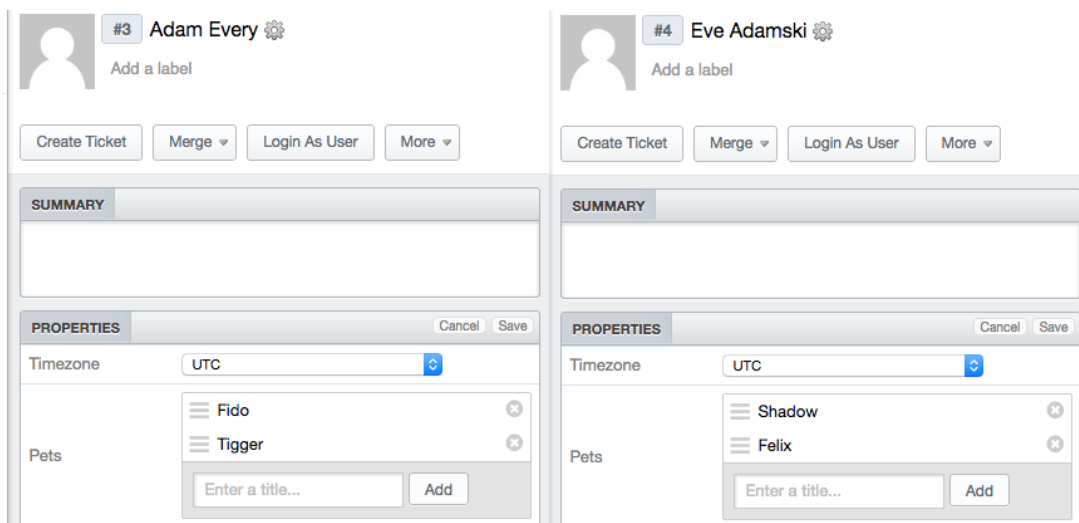 #3 Adam Every
Add a label
Create Ticket Merge Login As User More
SUMMARY
PROPERTIES Cancel Save
Timezone UTC
Pets
Fido
Tigger
Enter a title... Add
#4 Eve Adamski
Add a label
Create Ticket Merge Login As User More
SUMMARY
PROPERTIES Cancel Save
Timezone UTC
Pets
Shadow
Felix
Enter a title... Add